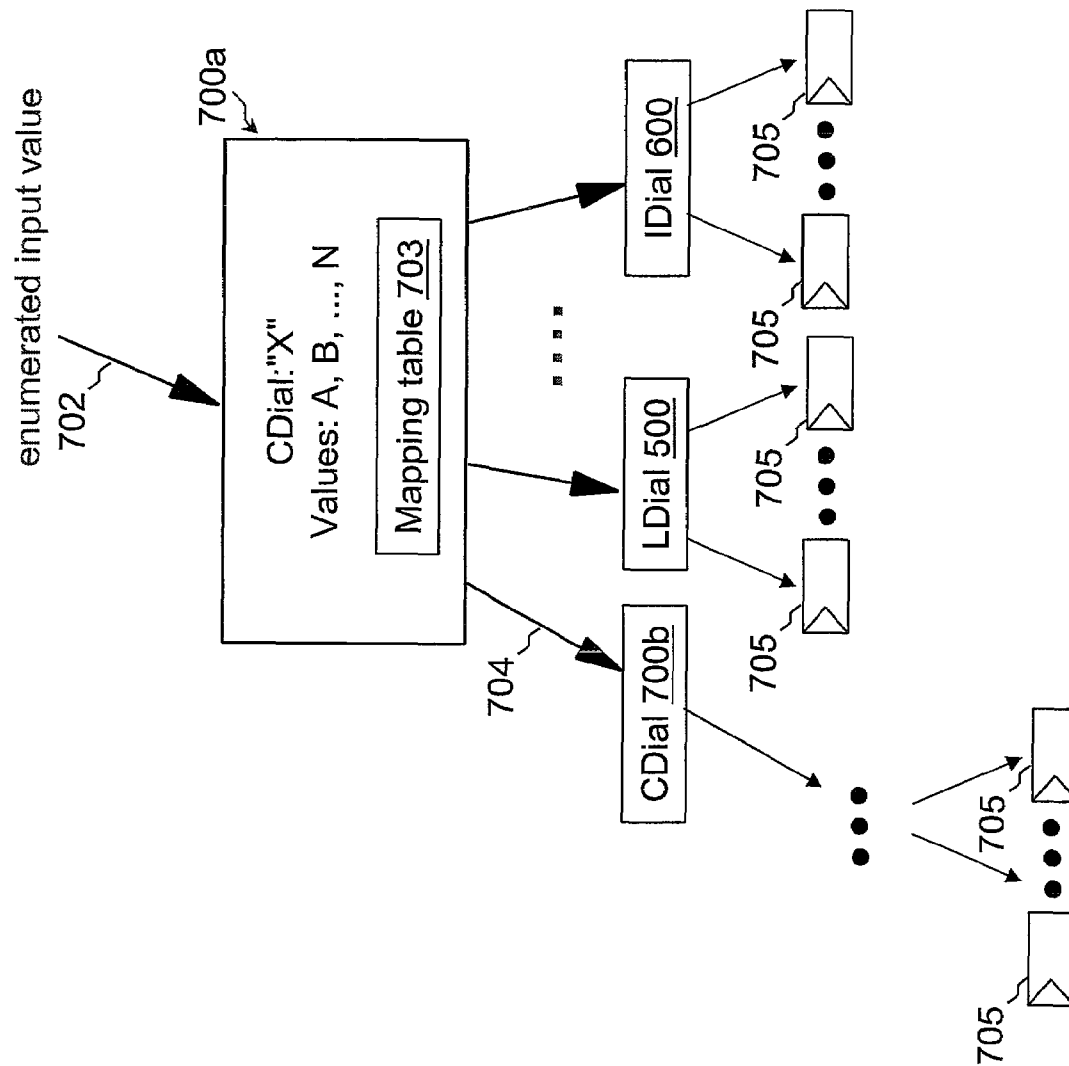 enumerated input value
702
700a
CDial:"X"
Values: A, B, ..., N
Mapping table 703
704
CDial 700b
LDial 500
IDial 600
705
705
705
705
705
705